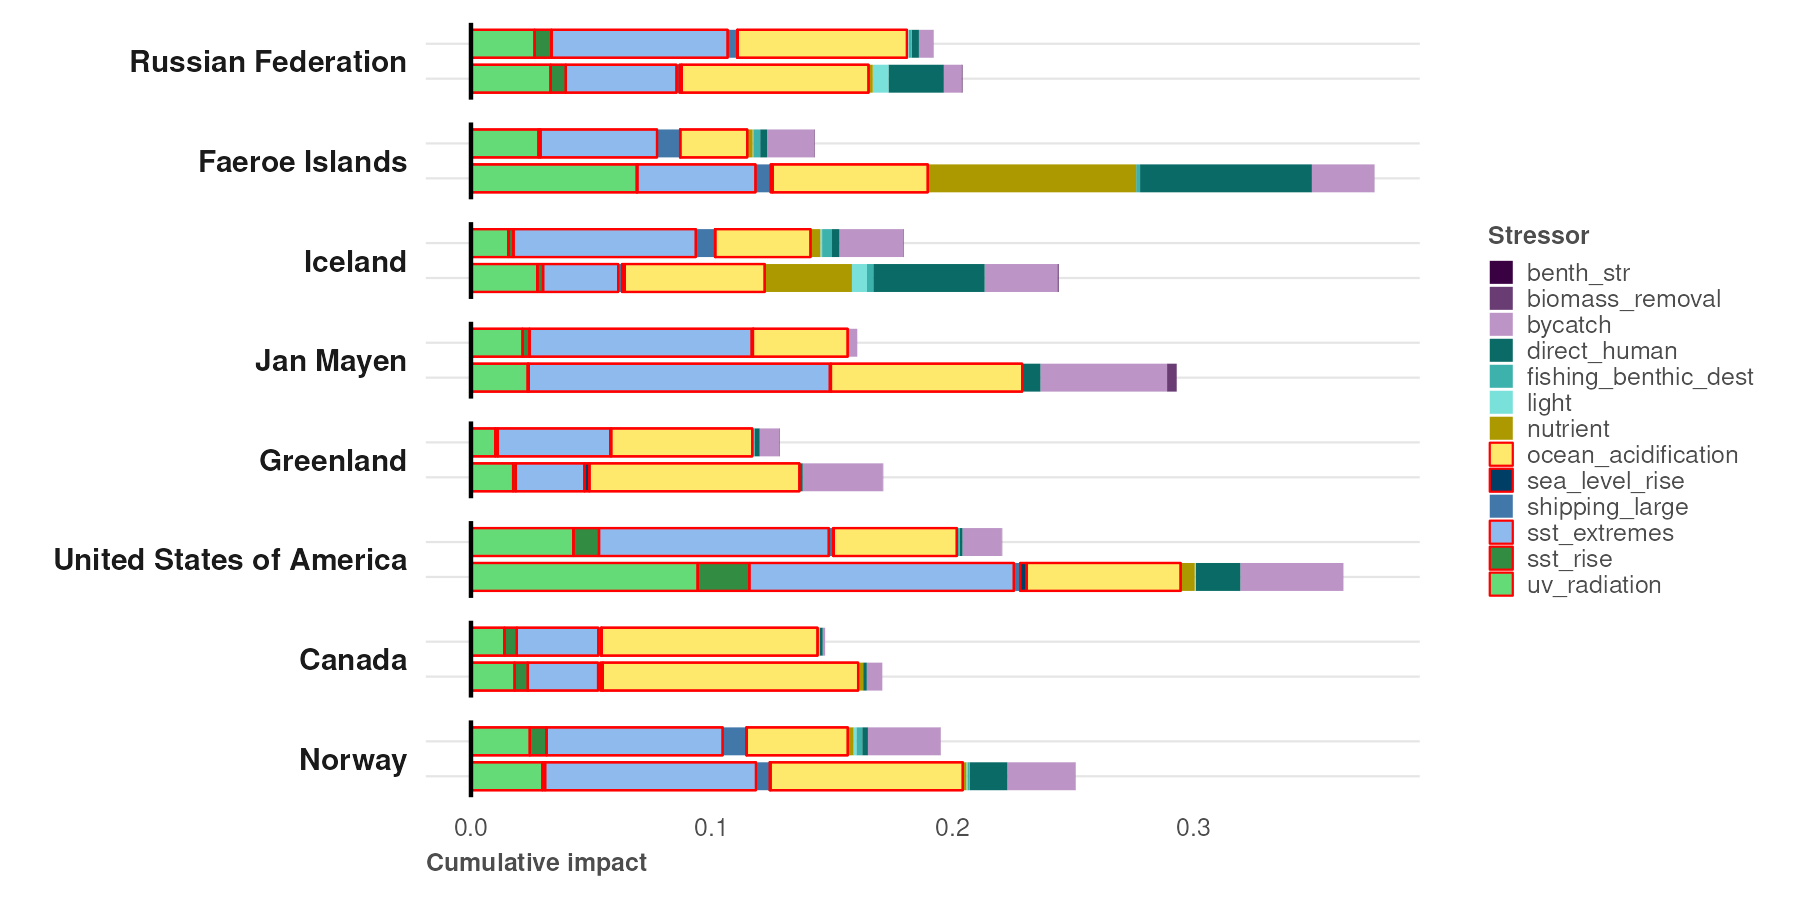 Russian Federation
Faeroe Islands
Iceland
Jan Mayen
Greenland
United States of America
Canada
Norway
0.0 0.1 0.2 0.3
Cumulative impact
Stressor
benth_str
biomass_removal
bycatch
direct_human
fishing_benthic_dest
light
nutrient
ocean_acidification
sea_level_rise
shipping_large
sst_extremes
sst_rise
uv_radiation